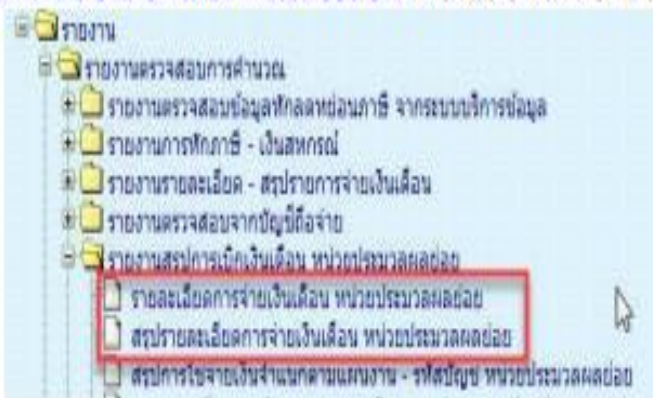 รายงาน
รายงานตรวจสอบการคำนวณ
รายงานตรวจสอบข้อมูลหักลดหย่อนภาษี จากระบบบริการข้อมูล
รายงานการหักภาษี - เงินสหกรณ์
รายงานรายละเอียด - สรุปรายการจ่ายเงินเดือน
รายงานตรวจสอบจากบัญชีถือจ่าย
รายงานสรุปการเบิกเงินเดือน หน่วยประมวลผลย่อย
รายละเอียดการจ่ายเงินเดือน หน่วยประมวลผลย่อย
สรุปรายละเอียดการจ่ายเงินเดือน หน่วยประมวลผลย่อย
สรุปการใช้จ่ายเงินจำแนกตามแผนงาน - รหัสบัญชี หน่วยประมวลผลย่อย